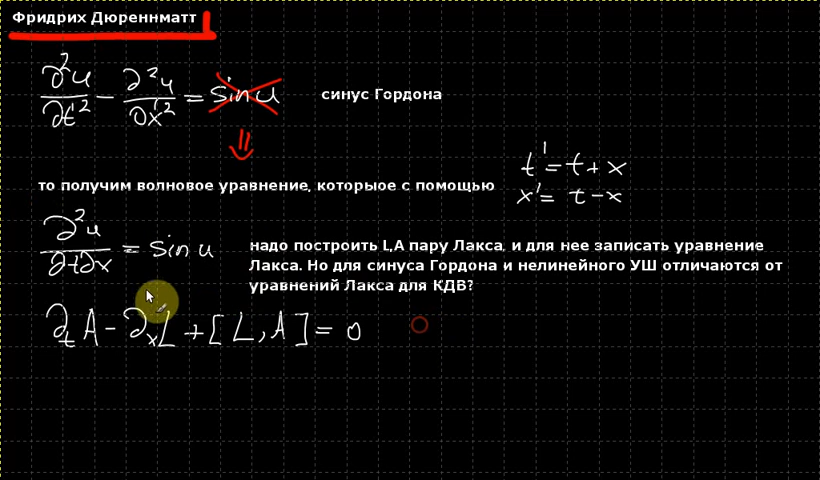 Фридрих Дюреннматт
∂²u/∂t² − ∂²u/∂x² = sin u
синус Гордона
t' = t + x
то получим волновое уравнение, которыое с помощью
x' = t − x
∂²u/∂t∂x = sin u
надо построить L,A пару Лакса, и для нее записать уравнение
Лакса. Но для синуса Гордона и нелинейного УШ отличаются от
уравнений Лакса для КДВ?
∂ₜA − ∂ₓL + [L, A] = 0